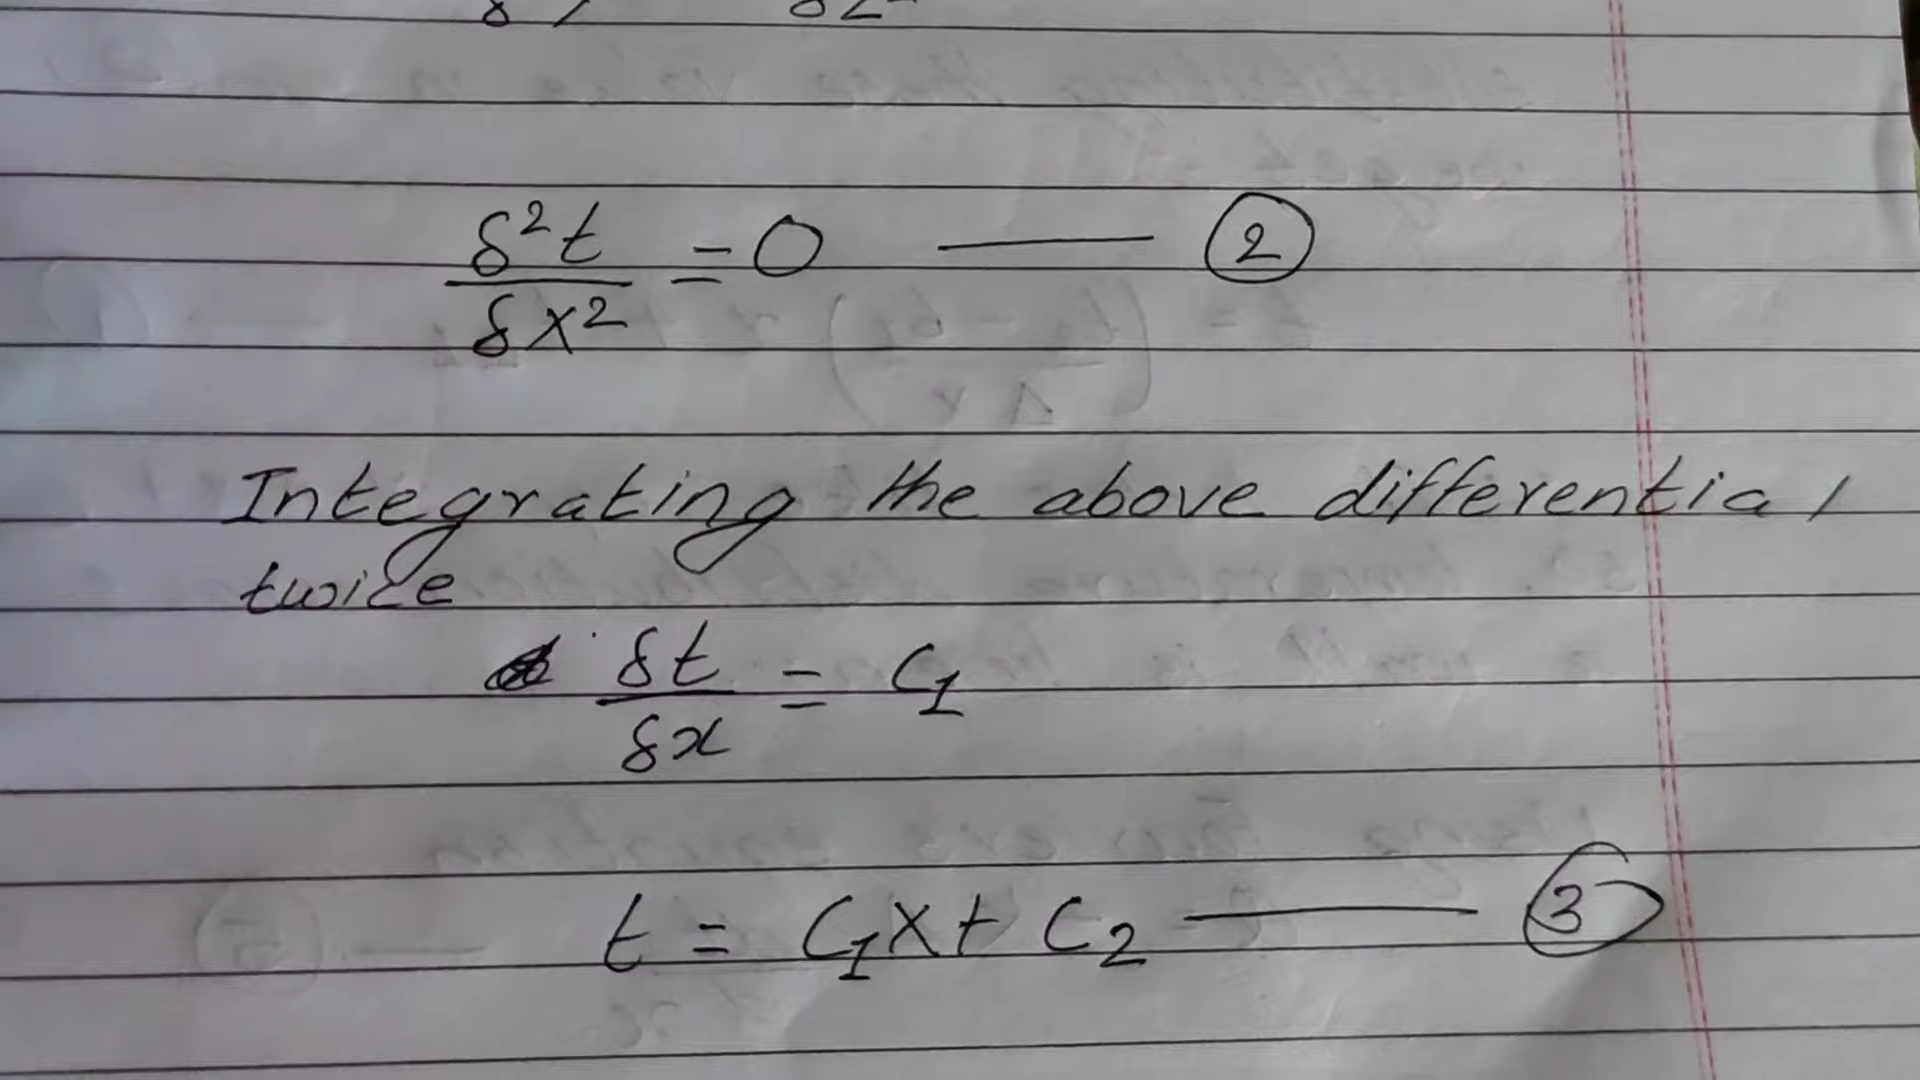 δ²t/δx² = 0 —— ②
Integrating the above differential
twice
δt/δx = C₁
t = C₁x + C₂ —— ③